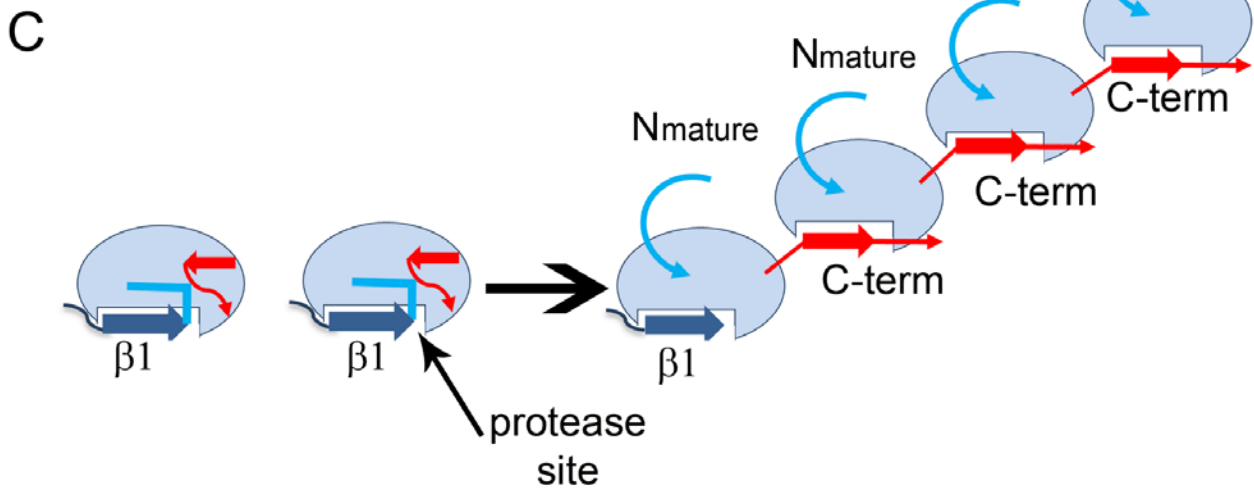 C
Nmature
C-term
Nmature
C-term
C-term
β1
β1
β1
protease
site